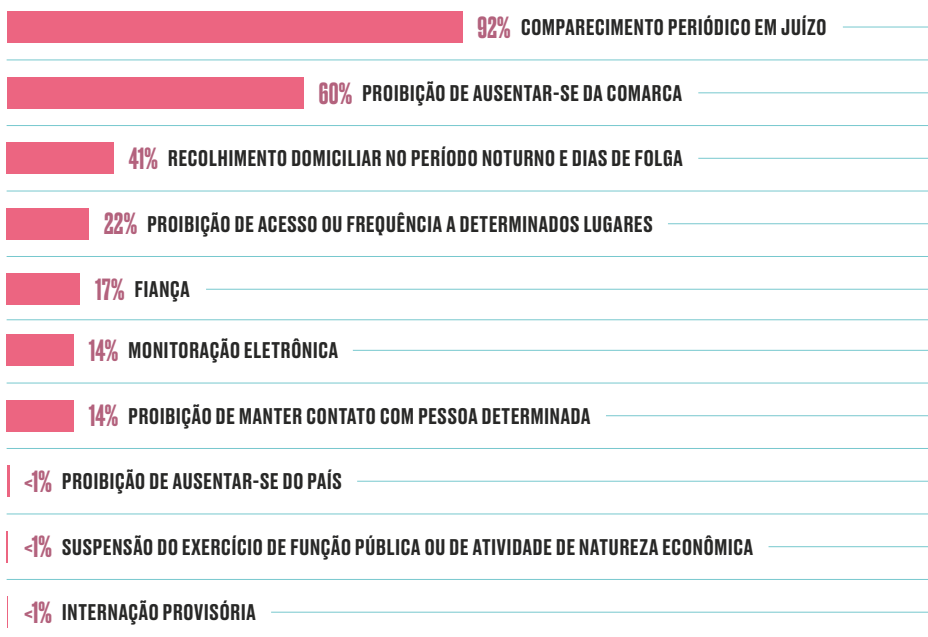 92% COMPARECIMENTO PERIÓDICO EM JUÍZO
60% PROIBIÇÃO DE AUSENTAR-SE DA COMARCA
41% RECOLHIMENTO DOMICILIAR NO PERÍODO NOTURNO E DIAS DE FOLGA
22% PROIBIÇÃO DE ACESSO OU FREQUÊNCIA A DETERMINADOS LUGARES
17% FIANÇA
14% MONITORAÇÃO ELETRÔNICA
14% PROIBIÇÃO DE MANTER CONTATO COM PESSOA DETERMINADA
<1% PROIBIÇÃO DE AUSENTAR-SE DO PAÍS
<1% SUSPENSÃO DO EXERCÍCIO DE FUNÇÃO PÚBLICA OU DE ATIVIDADE DE NATUREZA ECONÔMICA
<1% INTERNAÇÃO PROVISÓRIA